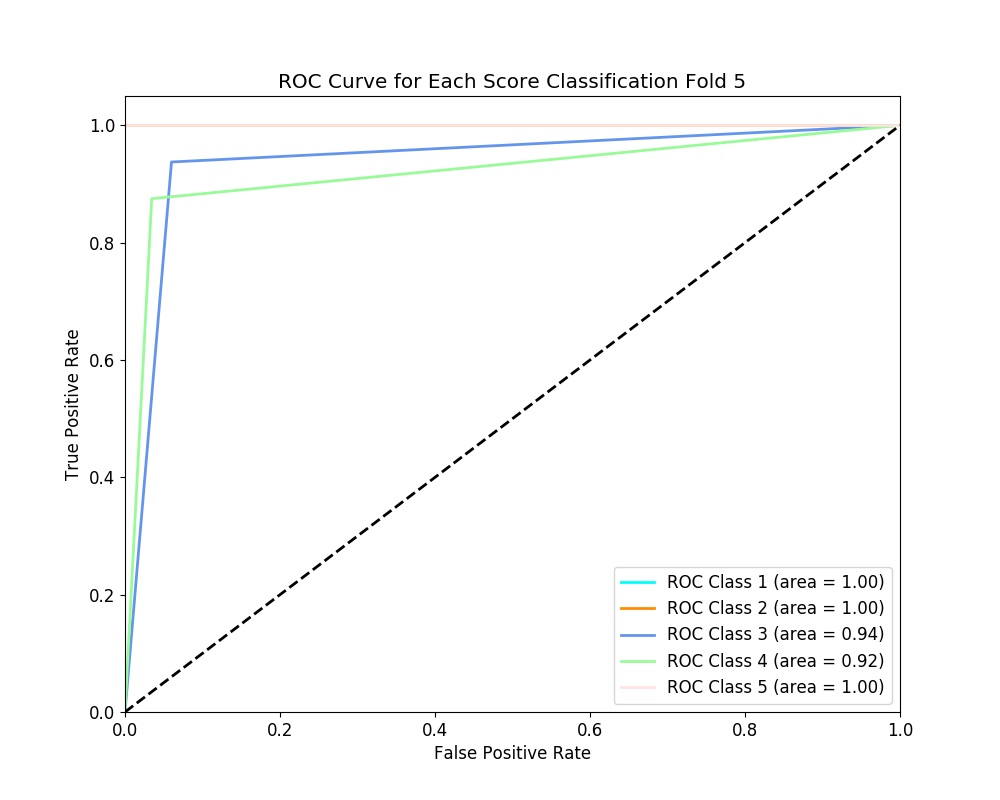 ROC Curve for Each Score Classification Fold 5
1.0
0.8
0.6
0.4
0.2
0.0
True Positive Rate
ROC Class 1 (area = 1.00)
ROC Class 2 (area = 1.00)
ROC Class 3 (area = 0.94)
ROC Class 4 (area = 0.92)
ROC Class 5 (area = 1.00)
0.0 0.2 0.4 0.6 0.8 1.0
False Positive Rate